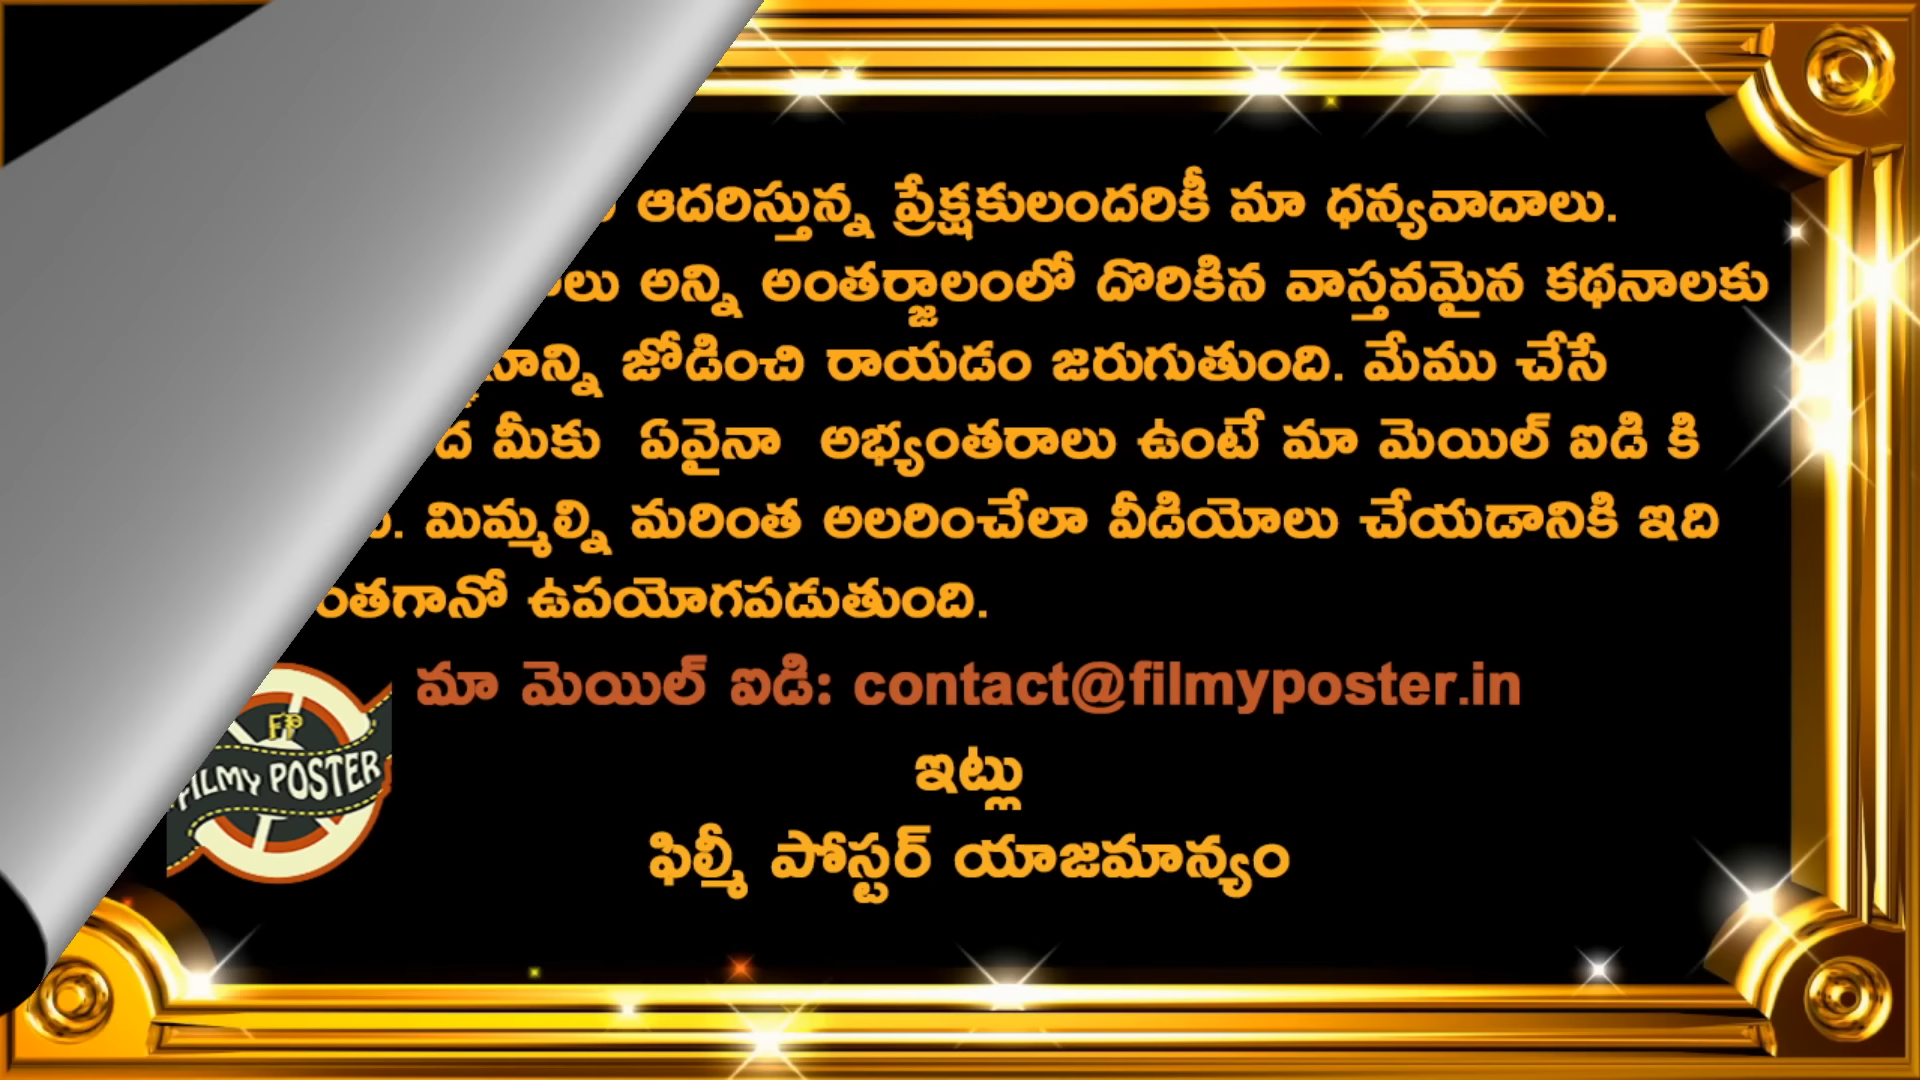 ఆదరిస్తున్న ప్రేక్షకులందరికీ మా ధన్యవాదాలు.
అన్ని అంతర్జాలంలో దొరికిన వాస్తవమైన కథనాలకు
జోడించి రాయడం జరుగుతుంది. మేము చేసే
మీకు ఏవైనా అభ్యంతరాలు ఉంటే మా మెయిల్ ఐడి కి
మిమ్మల్ని మరింత అలరించేలా వీడియోలు చేయడానికి ఇది
ఉపయోగపడుతుంది.
మా మెయిల్ ఐడి: contact@filmyposter.in
FP
FILMY POSTER
ఇట్లు
ఫిల్మీ పోస్టర్ యాజమాన్యం